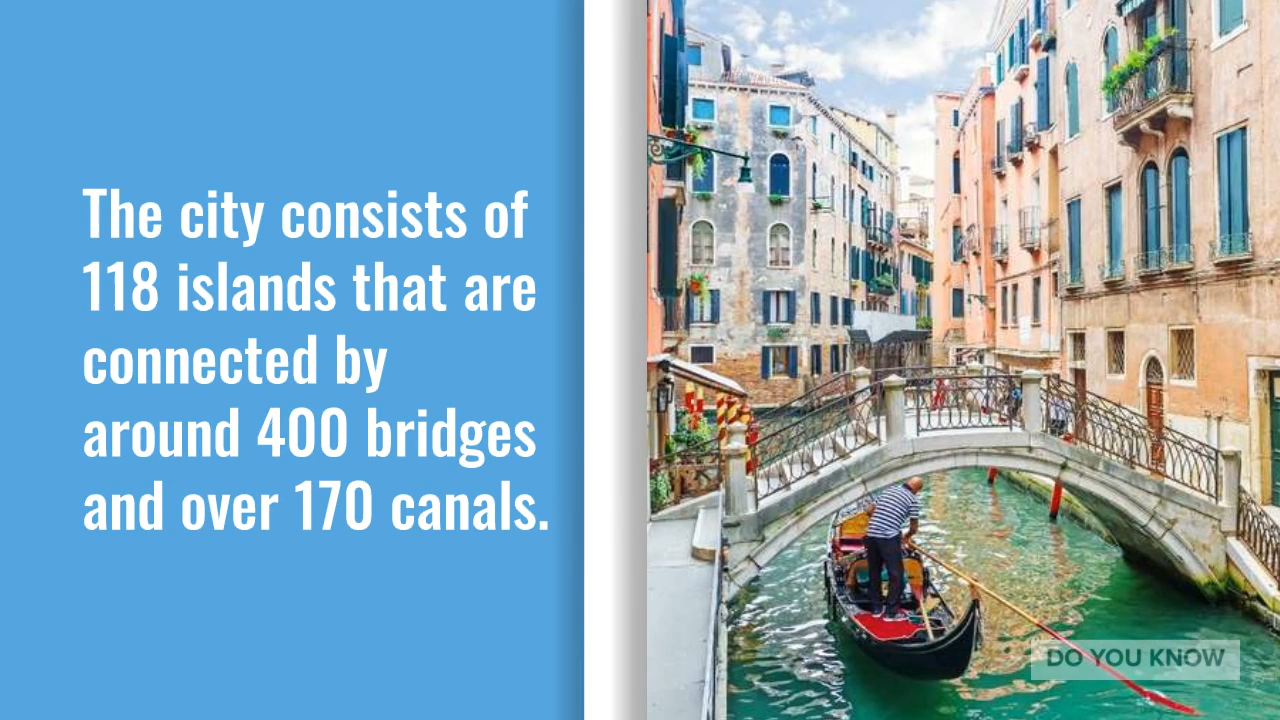 The city consists of
118 islands that are
connected by
around 400 bridges
and over 170 canals.
DO YOU KNOW